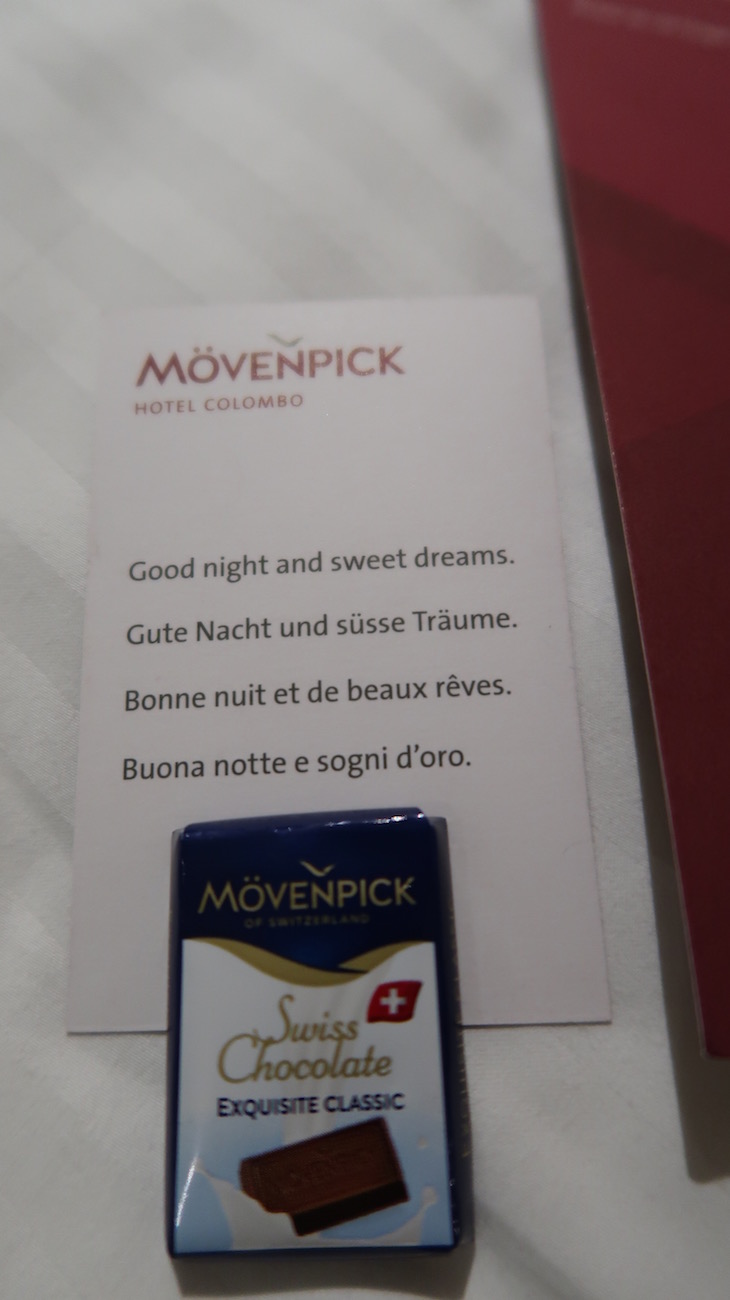 MÖVENPICK
HOTEL COLOMBO
Good night and sweet dreams.
Gute Nacht und süsse Träume.
Bonne nuit et de beaux rêves.
Buona notte e sogni d'oro.
MÖVENPICK
OF SWITZERLAND
Swiss
Chocolate
EXQUISITE CLASSIC